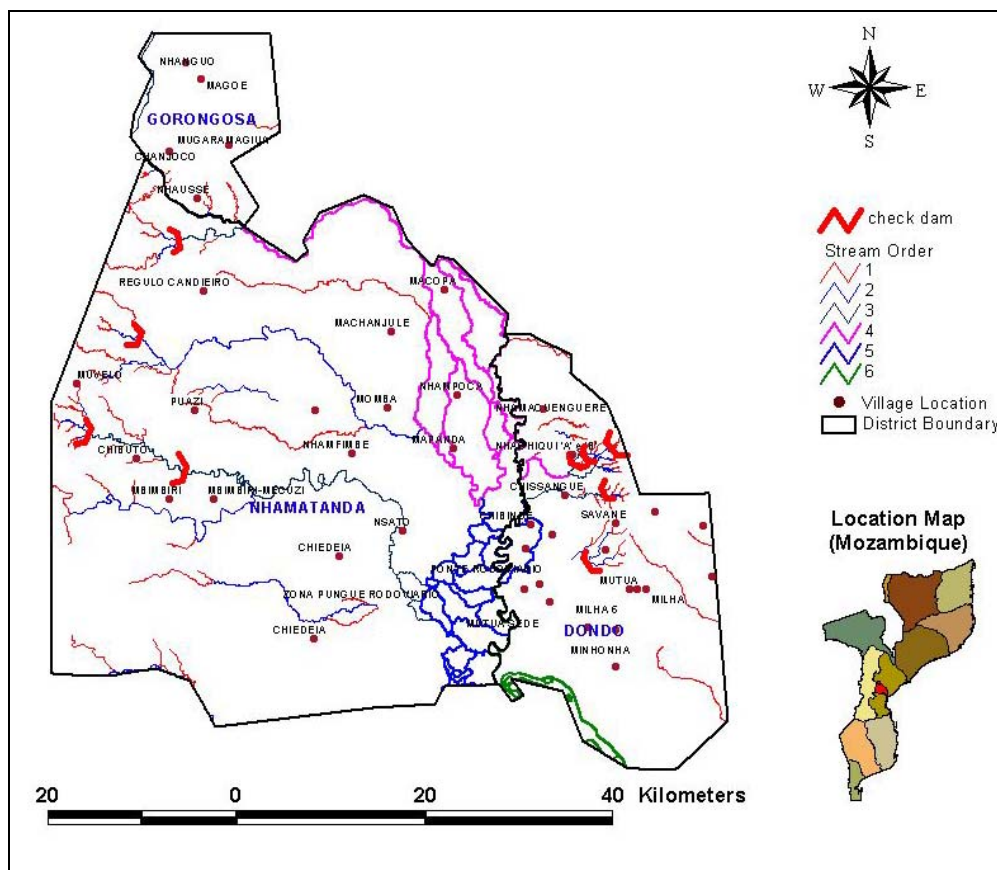 N
W E
S
NHANGUO
MAGOE
GORONGOSA
MUGARAMAGIUA
CHANJOCO
NHAUSSE
REGULO CANDIEIRO
MACOPA
MACHANJULE
MUVELO
PUAZI
MOMBA
NHAMPOCA
NHAMFIMBE
MAPANDA
CHIBUTO
CHISSANGUE
MBIMBIRI
MBIMBIRI-MECUZI
NHAMATANDA
NSATO
SAVANE
CHIEDEIA
ZONA PUNGUE RODOVIARIO
MUTUA
MILHA
MILHA 6
CHIEDEIA
MUTUA SEDE
DONDO
MINHONHA
check dam
Stream Order
1
2
3
4
5
6
Village Location
District Boundary
Location Map
(Mozambique)
20 0 20 40 Kilometers